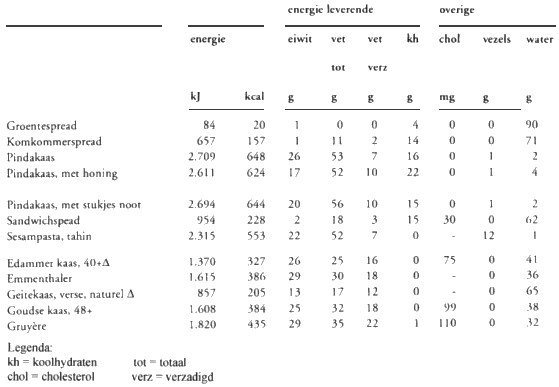 energie leverende overige
energie eiwit vet vet kh chol vezels water
tot verz
kJ kcal g g g g mg g g
Groentespread 84 20 1 0 0 4 0 0 90
Komkommerspread 657 157 1 11 2 14 0 0 71
Pindakaas 2.709 648 26 53 7 16 0 1 2
Pindakaas, met honing 2.611 624 17 52 10 22 0 1 4
Pindakaas, met stukjes noot 2.694 644 20 56 10 15 0 1 2
Sandwichspead 954 228 2 18 3 15 30 0 62
Sesampasta, tahin 2.315 553 22 52 7 0 - 12 1
Edammer kaas, 40+Δ 1.370 327 26 25 16 0 75 0 41
Emmenthaler 1.615 386 29 30 18 0 - 0 36
Geitekaas, verse, naturel Δ 857 205 13 17 12 0 - 0 65
Goudse kaas, 48+ 1.608 384 25 32 18 0 99 0 38
Gruyère 1.820 435 29 35 22 1 110 0 32
Legenda:
kh = koolhydraten tot = totaal
chol = cholesterol verz = verzadigd